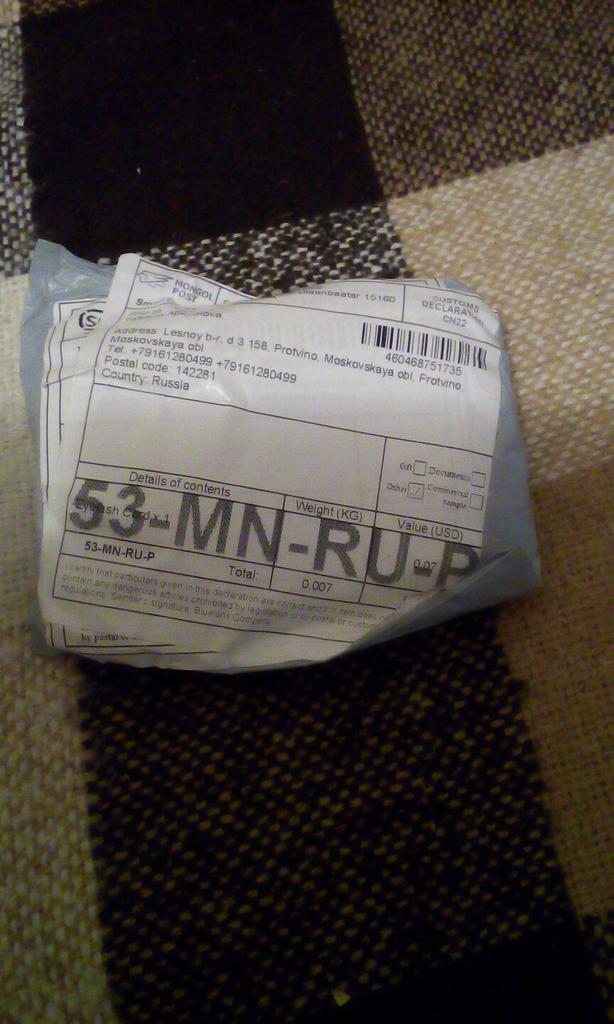 MONGOL
POST
Ulaanbaatar 15160
CUSTOMS
DECLARATION
CN22
Address: Lesnoy b-r, d 3 158, Protvino, Moskovskaya obl, Protvino,
Moskovskaya obl
Tel: +79161280499 +79161280499
Postal code: 142281
Country: Russia
460468751735
Gift Documents
Other Commercial
sample
Details of contents
Weight (KG)
Value (USD)
Eyelash Card x 1
0.07
53-MN-RU-P
53-MN-RU-P
Total:
0.007
I certify that particulars given in this declaration are correct and this item does
contain any dangerous articles prohibited by legislation or by postal or custom
regulations. Sender's signature: Bluelans Company
by postal or